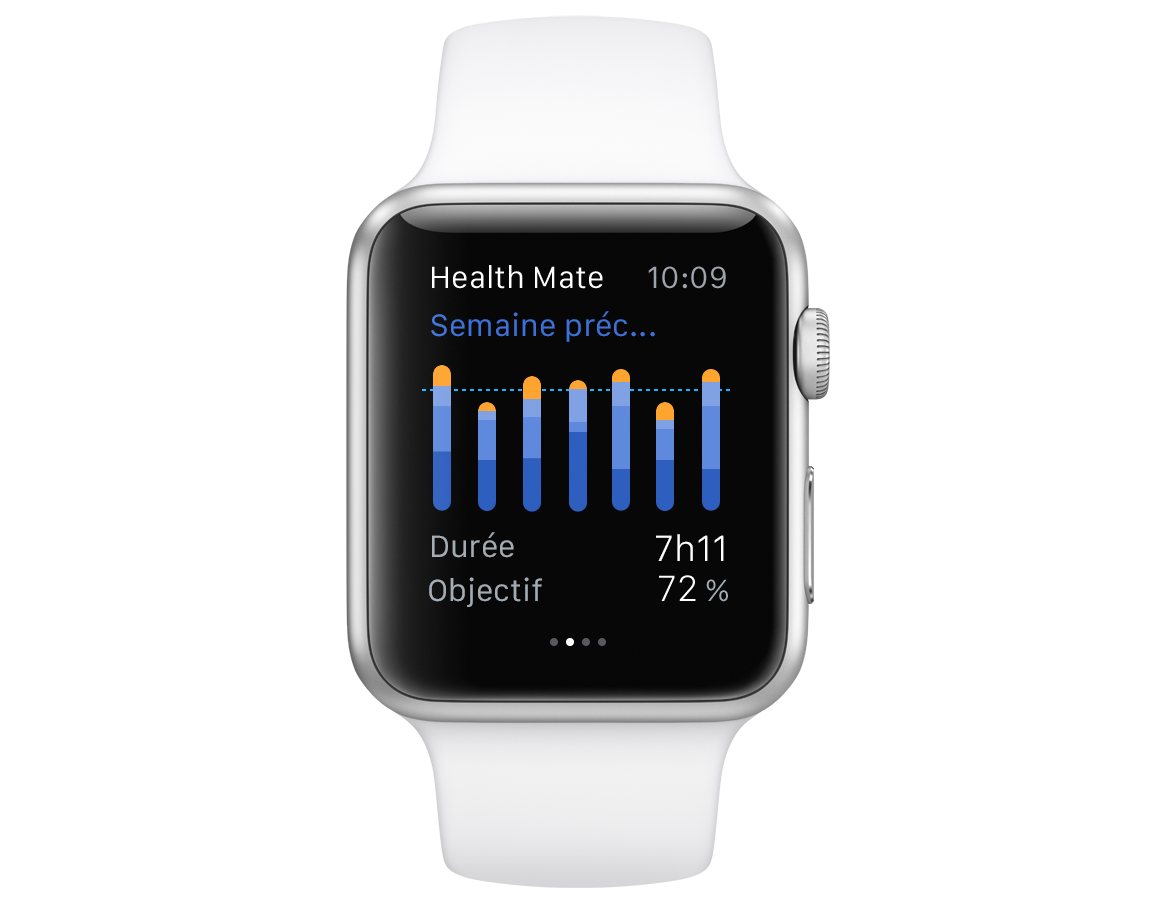 Health Mate 10:09
Semaine préc...
Durée 7h11
Objectif 72 %